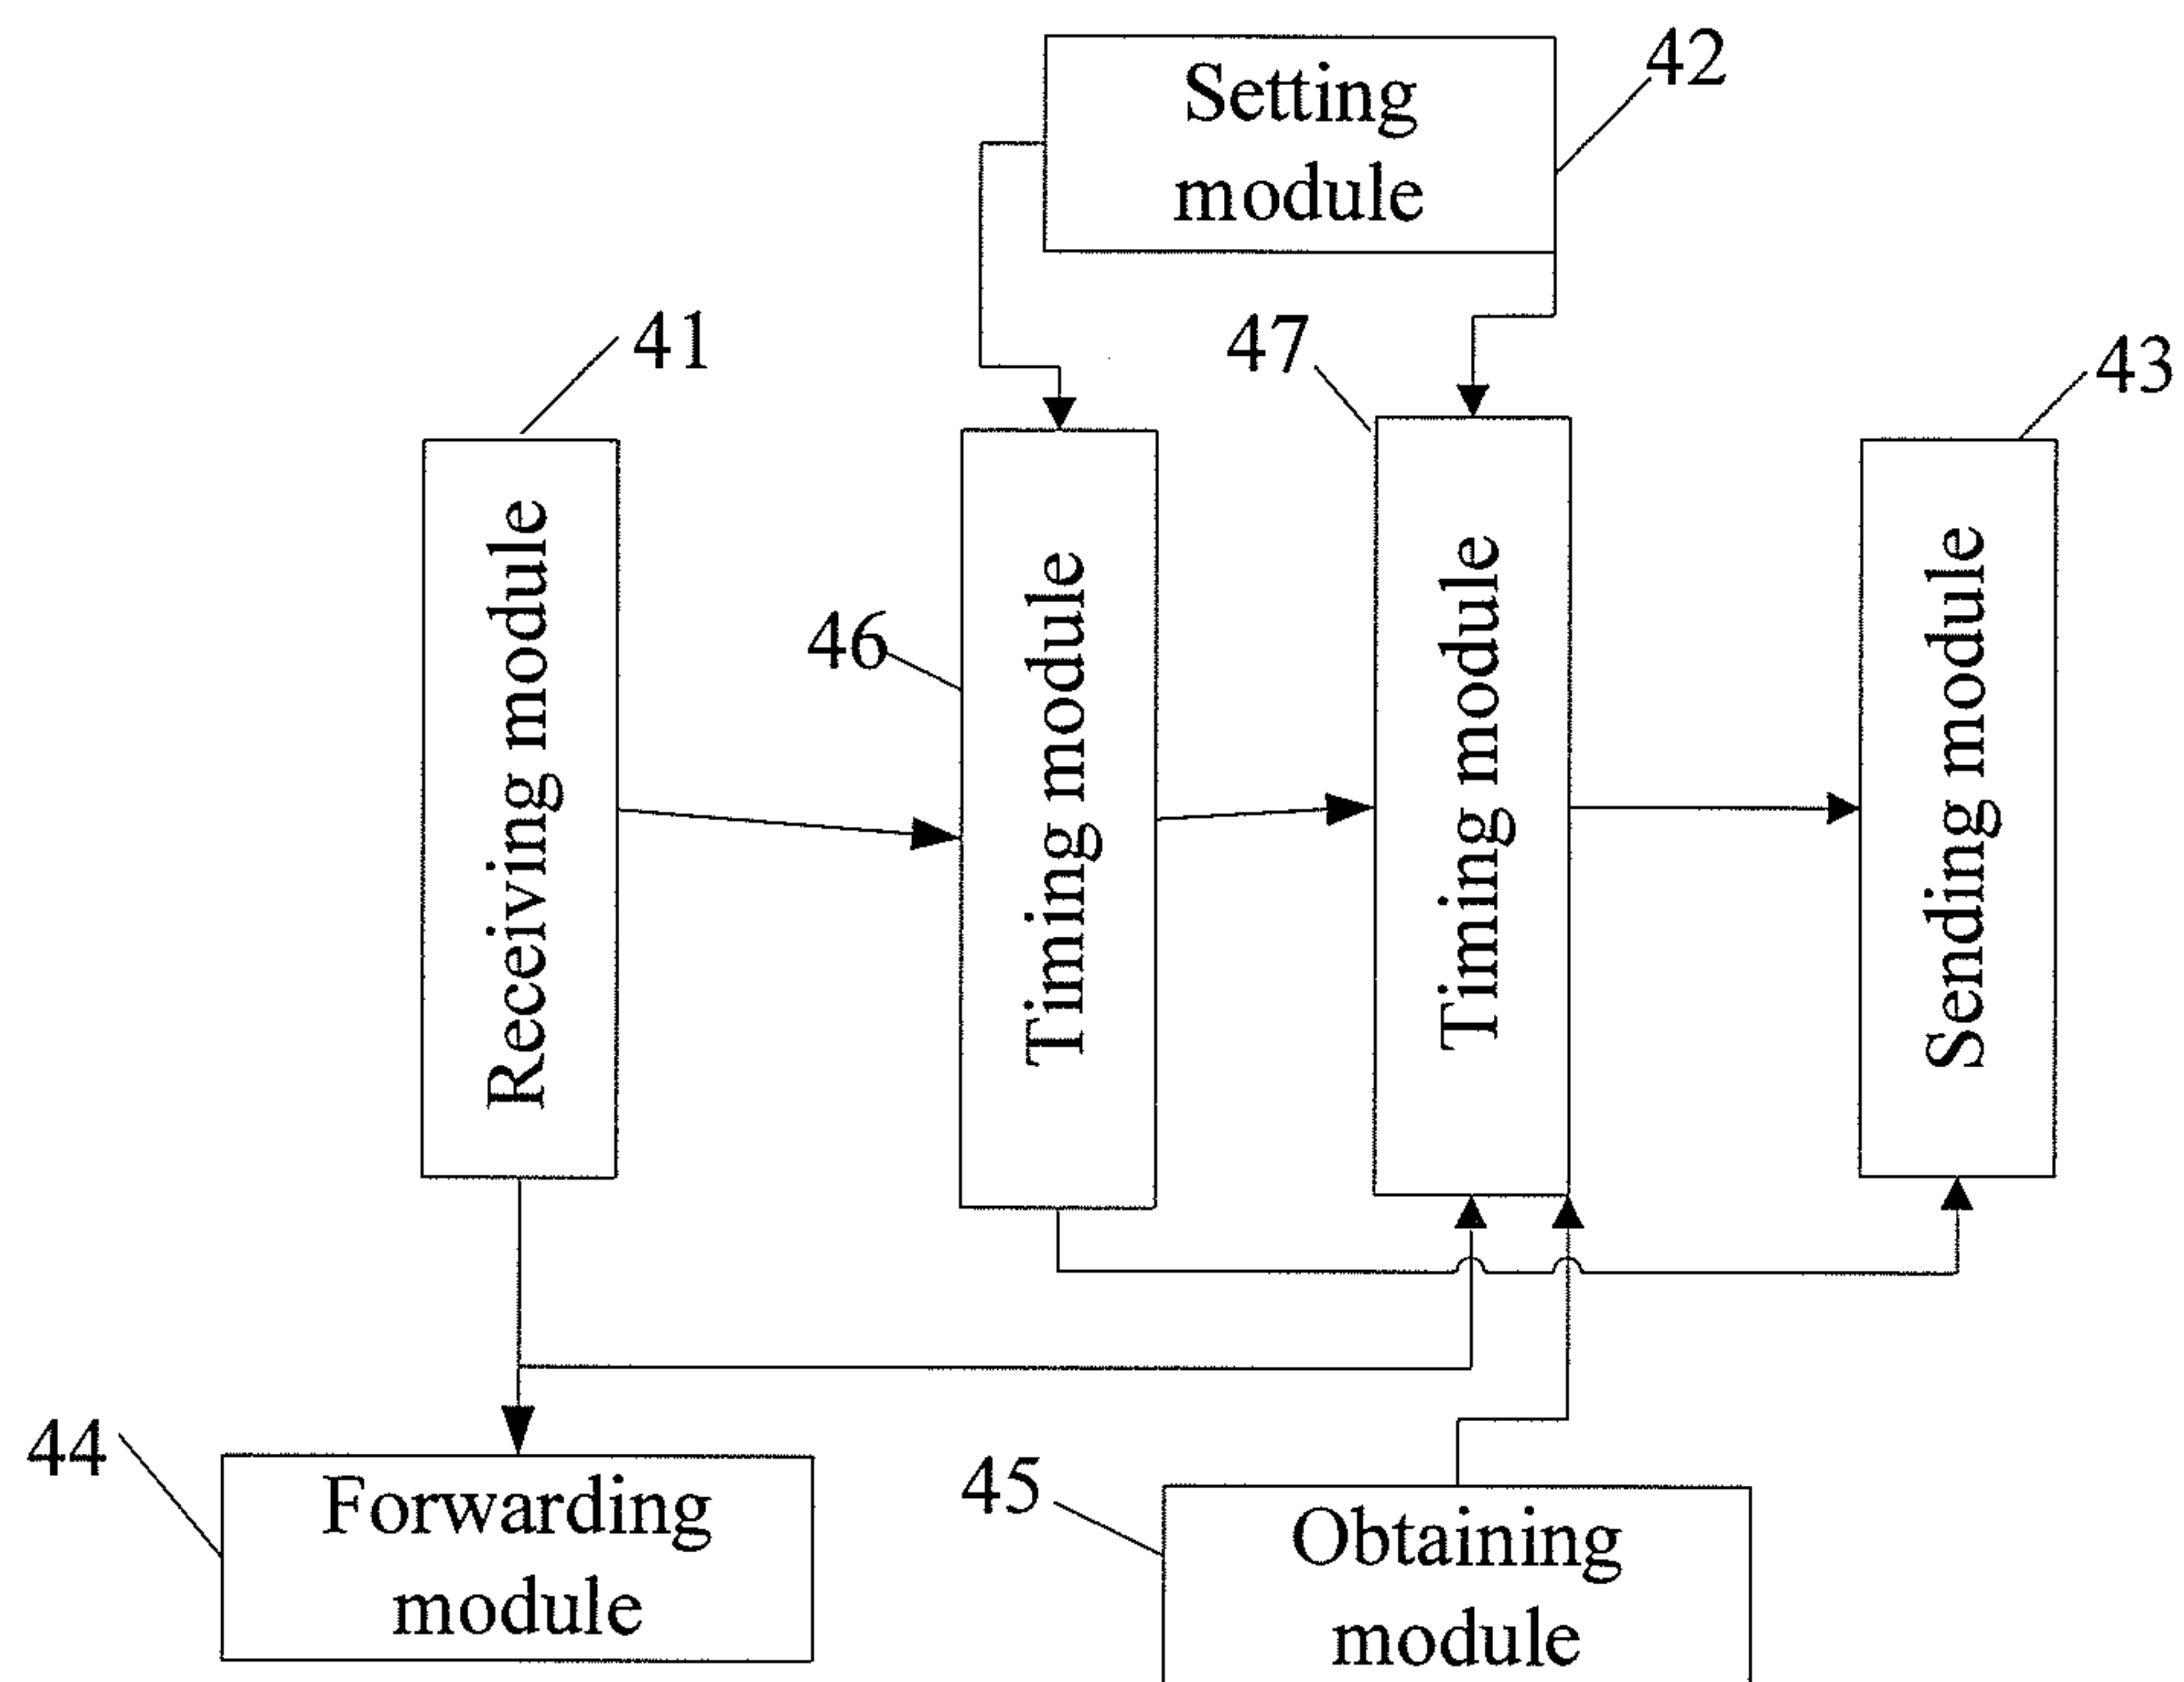 42
Setting
module
41
47
43
Receiving module
46
Timing module
Timing module
Sending module
44
Forwarding
module
45
Obtaining
module